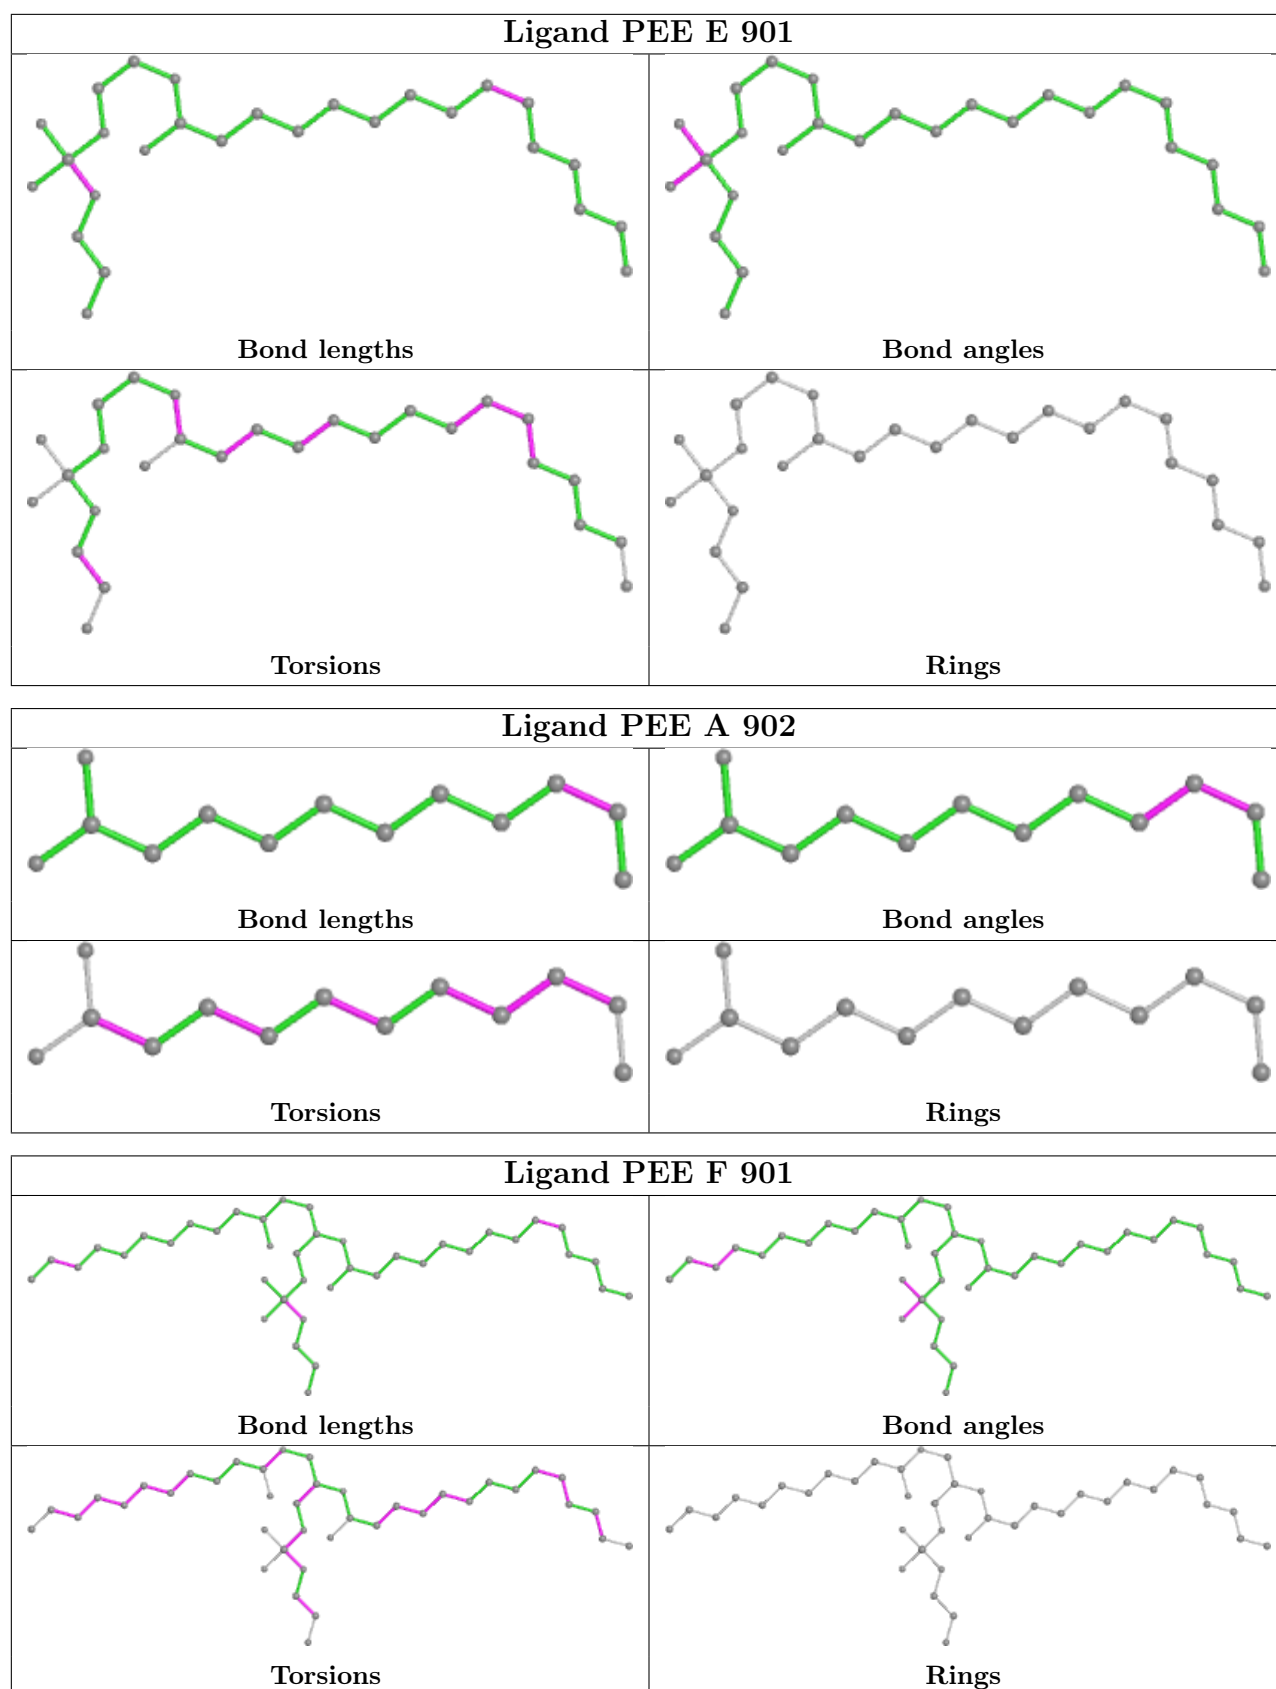 Ligand PEE E 901
Bond lengths
Bond angles
Torsions
Rings
Ligand PEE A 902
Bond lengths
Bond angles
Torsions
Rings
Ligand PEE F 901
Bond lengths
Bond angles
Torsions
Rings